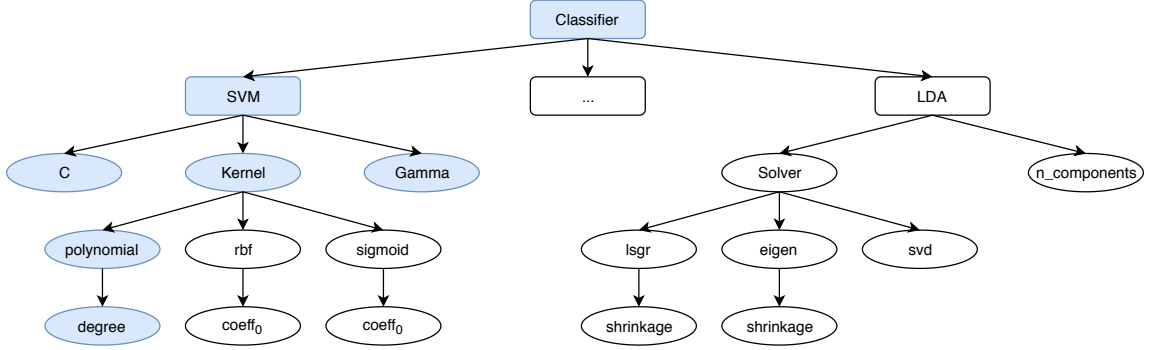 Classifier
SVM
...
LDA
C
Kernel
Gamma
Solver
n_components
polynomial
rbf
sigmoid
lsgr
eigen
svd
degree
coeff₀
coeff₀
shrinkage
shrinkage